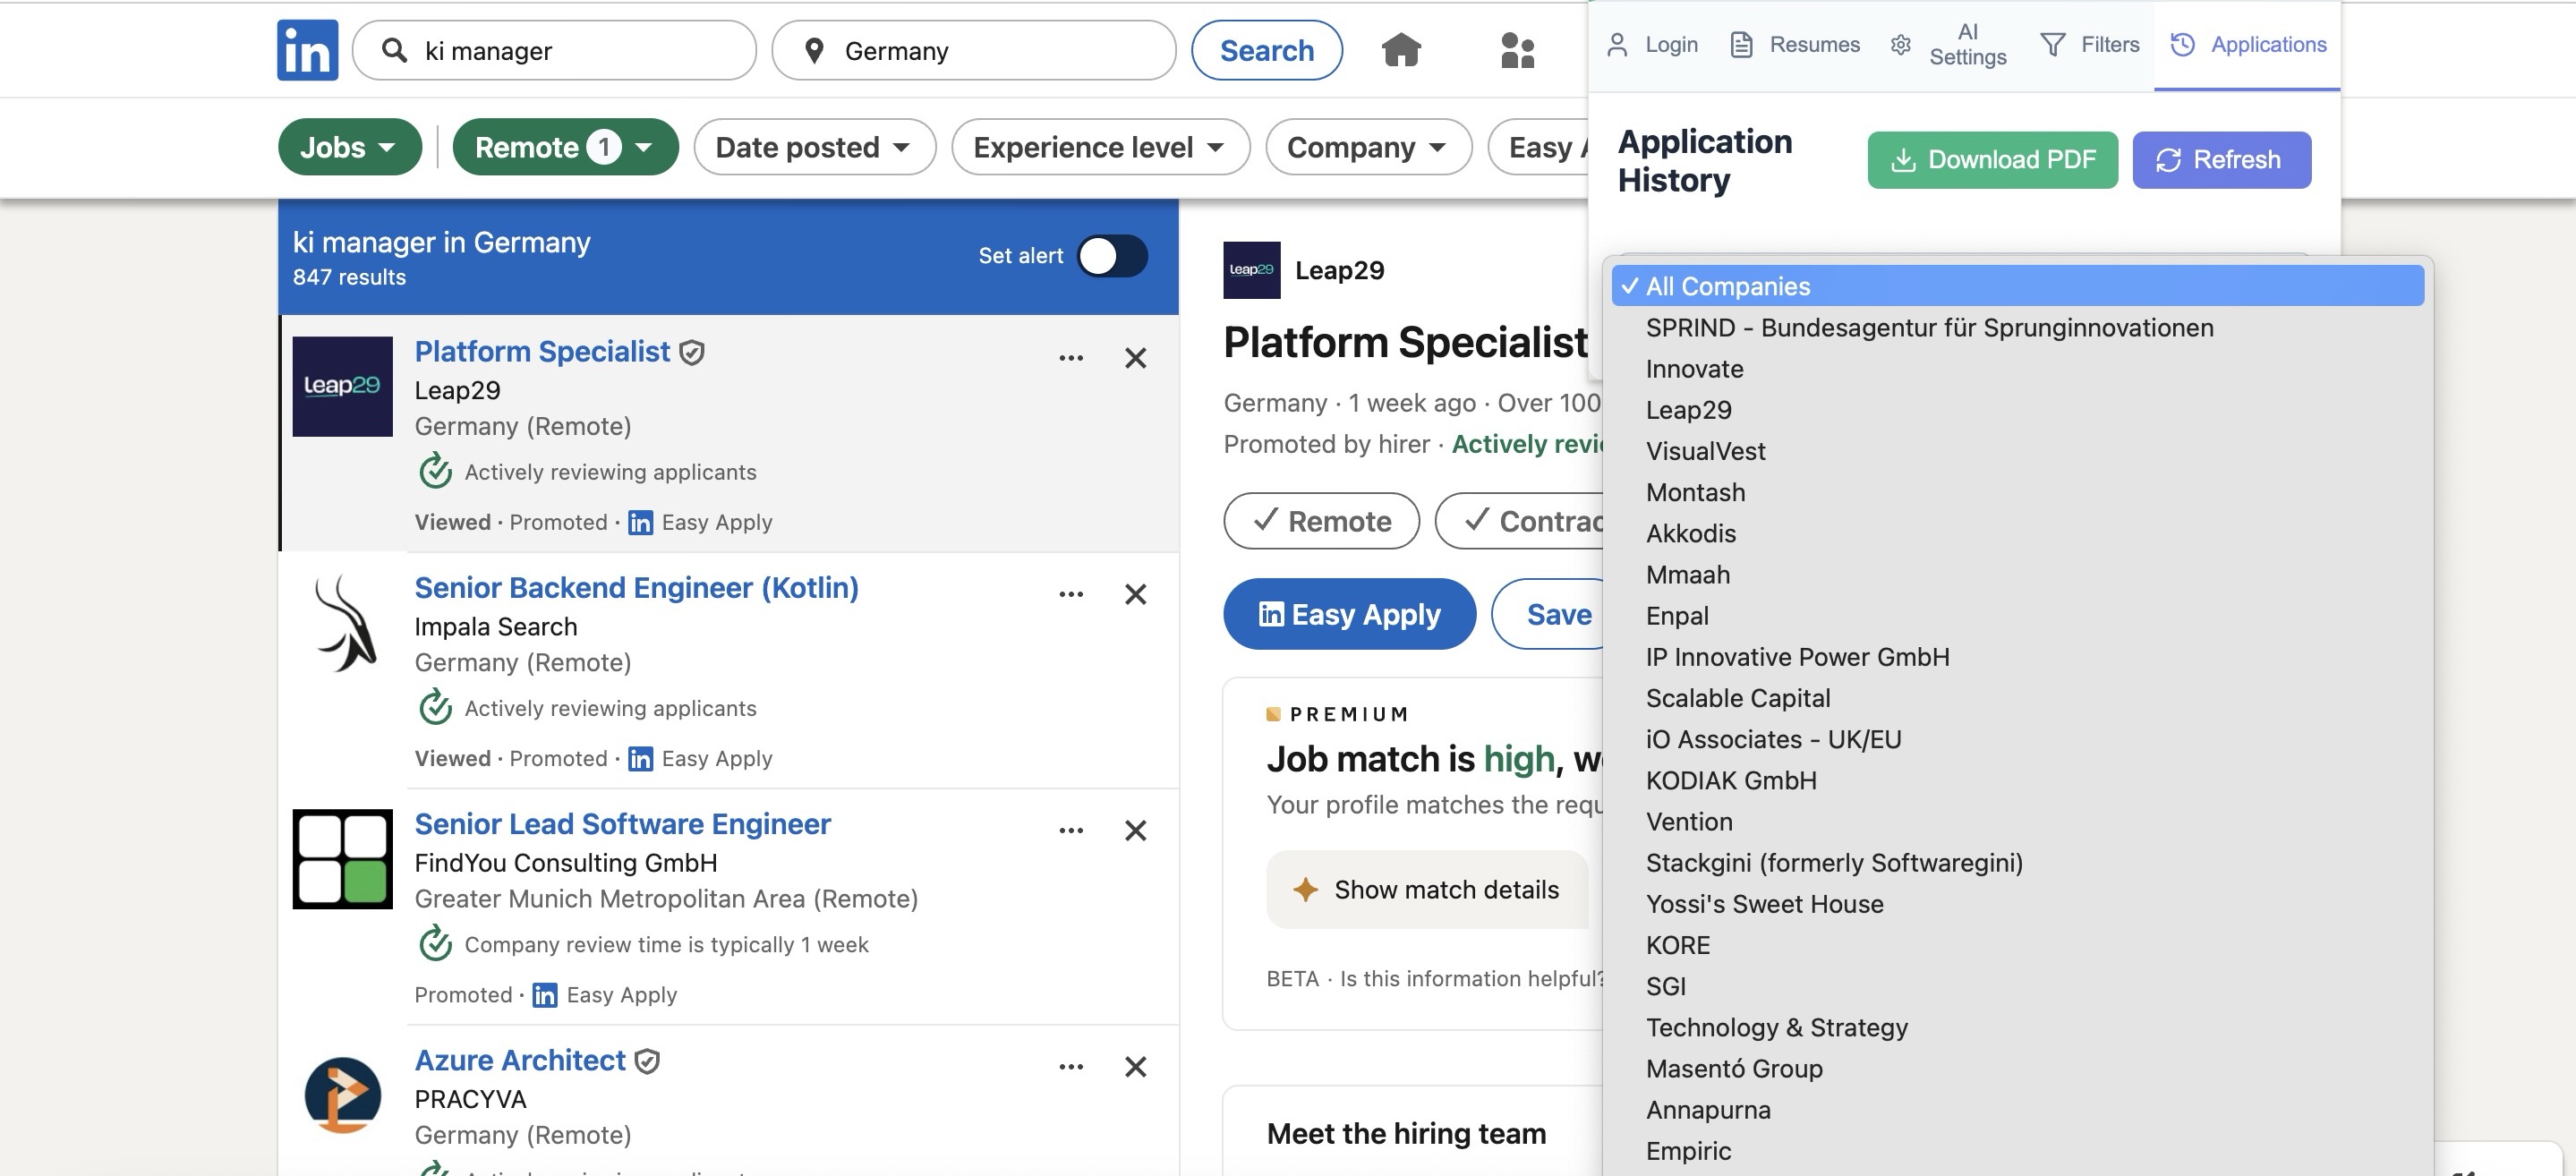 in
ki manager
Germany
Search
Login
Resumes
AI
Settings
Filters
Applications
Jobs
Remote 1
Date posted
Experience level
Company
Easy
Application
History
Download PDF
Refresh
ki manager in Germany
847 results
Set alert
Leap29
Platform Specialist
Leap29
Germany (Remote)
Actively reviewing applicants
Viewed · Promoted · in Easy Apply
Senior Backend Engineer (Kotlin)
Impala Search
Germany (Remote)
Actively reviewing applicants
Viewed · Promoted · in Easy Apply
Senior Lead Software Engineer
FindYou Consulting GmbH
Greater Munich Metropolitan Area (Remote)
Company review time is typically 1 week
Promoted · in Easy Apply
Azure Architect
PRACYVA
Germany (Remote)
Leap29
Leap29
Platform Specialist
Germany · 1 week ago · Over 100
Promoted by hirer · Actively
Remote
in Easy Apply
Save
PREMIUM
Job match is high,
Your profile matches the
Show match details
BETA · Is this information helpful?
Meet the hiring team
All Companies
SPRIND - Bundesagentur für Sprunginnovationen
Innovate
Leap29
VisualVest
Montash
Akkodis
Mmaah
Enpal
IP Innovative Power GmbH
Scalable Capital
iO Associates - UK/EU
KODIAK GmbH
Vention
Stackgini (formerly Softwaregini)
Yossi's Sweet House
KORE
SGI
Technology & Strategy
Masentó Group
Annapurna
Empiric